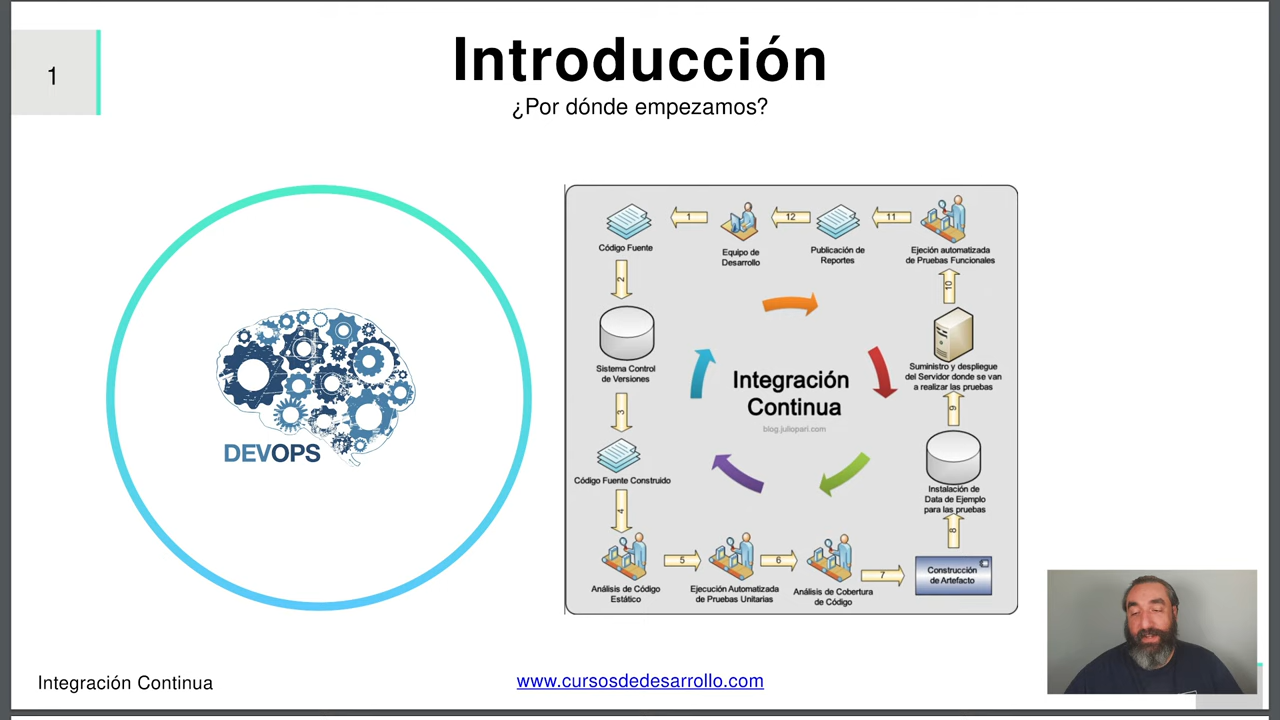 1
Introducción
¿Por dónde empezamos?
DEVOPS
1
12
11
Código Fuente
Equipo de
Desarrollo
Publicación de
Reportes
Ejeción automatizada
de Pruebas Funcionales
2
10
Sistema Control
de Versiones
Suministro y despliegue
del Servidor donde se van
a realizar las pruebas
Integración
Continua
blog.juliopari.com
3
9
Código Fuente Construido
Instalación de
Data de Ejemplo
para las pruebas
4
8
5
6
7
Análisis de Código
Estático
Ejecución Automatizada
de Pruebas Unitarias
Análisis de Cobertura
de Código
Construcción
de Artefacto
Integración Continua
www.cursosdedesarrollo.com